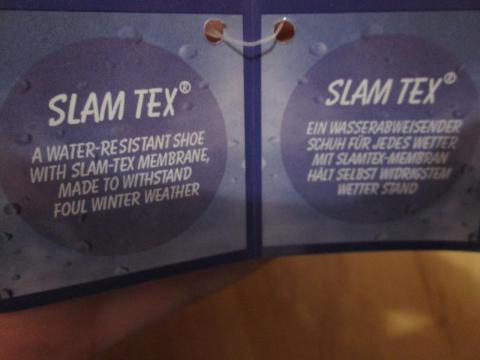 SLAM TEX®
A WATER-RESISTANT SHOE
WITH SLAM-TEX MEMBRANE,
MADE TO WITHSTAND
FOUL WINTER WEATHER
SLAM TEX®
EIN WASSERABWEISENDER
SCHUH FÜR JEDES WETTER
MIT SLAMTEX-MEMBRAN
HÄLT SELBST WIDRIGSTEM
WETTER STAND